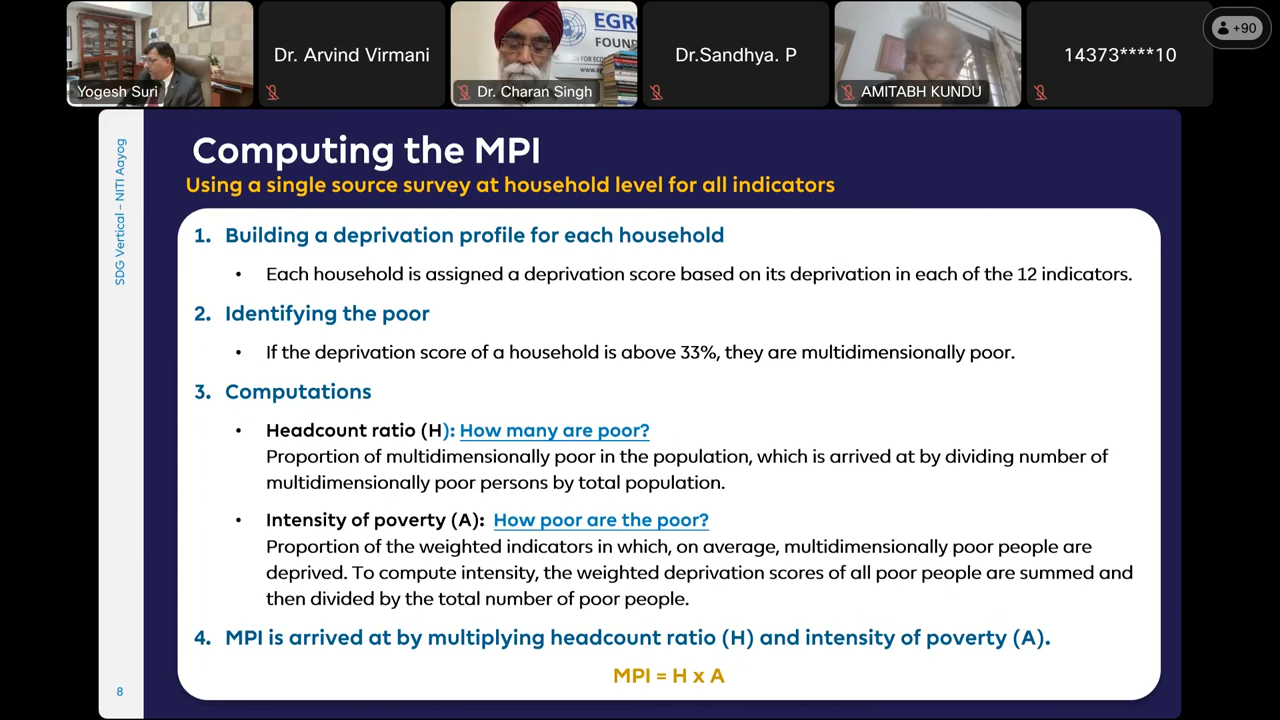 +90
Yogesh Suri
Dr. Arvind Virmani
EGRO
FOUN
Dr. Charan Singh
Dr.Sandhya. P
AMITABH KUNDU
14373****10
SDG Vertical – NITI Aayog
Computing the MPI
Using a single source survey at household level for all indicators
1. Building a deprivation profile for each household
• Each household is assigned a deprivation score based on its deprivation in each of the 12 indicators.
2. Identifying the poor
• If the deprivation score of a household is above 33%, they are multidimensionally poor.
3. Computations
• Headcount ratio (H): How many are poor?
Proportion of multidimensionally poor in the population, which is arrived at by dividing number of
multidimensionally poor persons by total population.
• Intensity of poverty (A): How poor are the poor?
Proportion of the weighted indicators in which, on average, multidimensionally poor people are
deprived. To compute intensity, the weighted deprivation scores of all poor people are summed and
then divided by the total number of poor people.
4. MPI is arrived at by multiplying headcount ratio (H) and intensity of poverty (A).
MPI = H x A
8